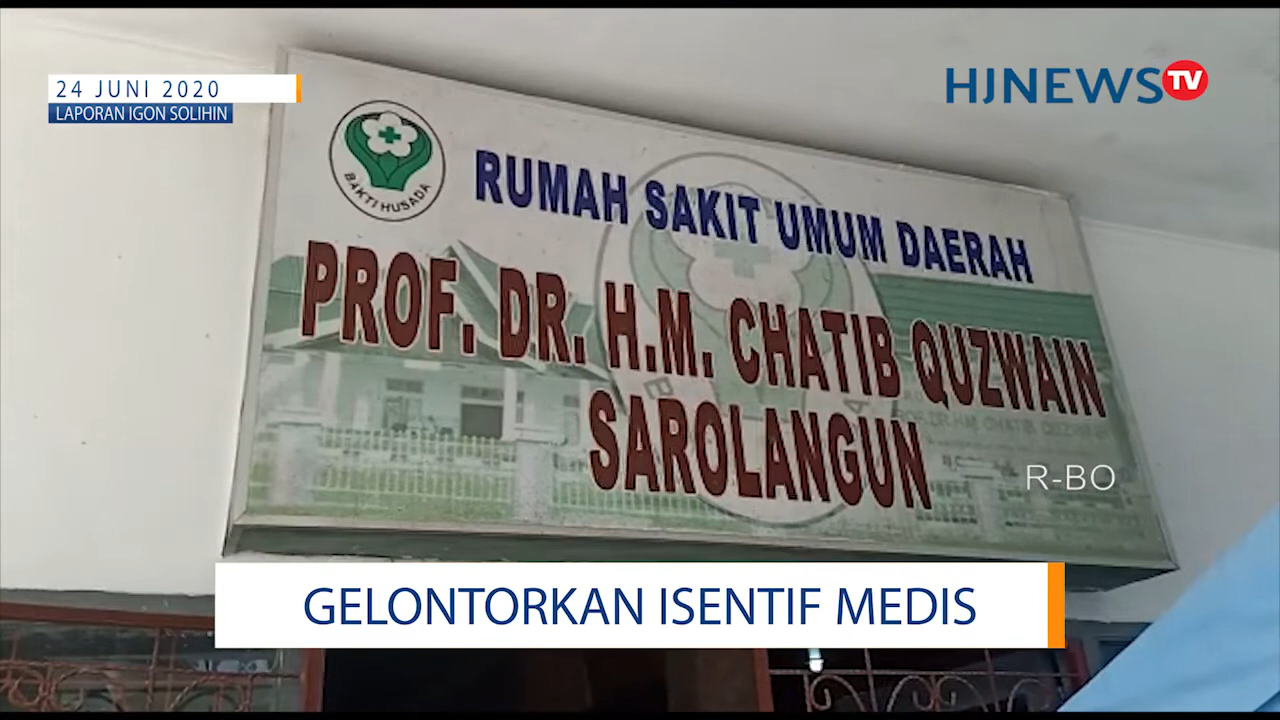 24 JUNI 2020
LAPORAN IGON SOLIHIN
HJNEWS TV
BAKTI HUSADA
RUMAH SAKIT UMUM DAERAH
PROF. DR. H.M. CHATIB QUZWAIN
SAROLANGUN
R-BO
GELONTORKAN ISENTIF MEDIS